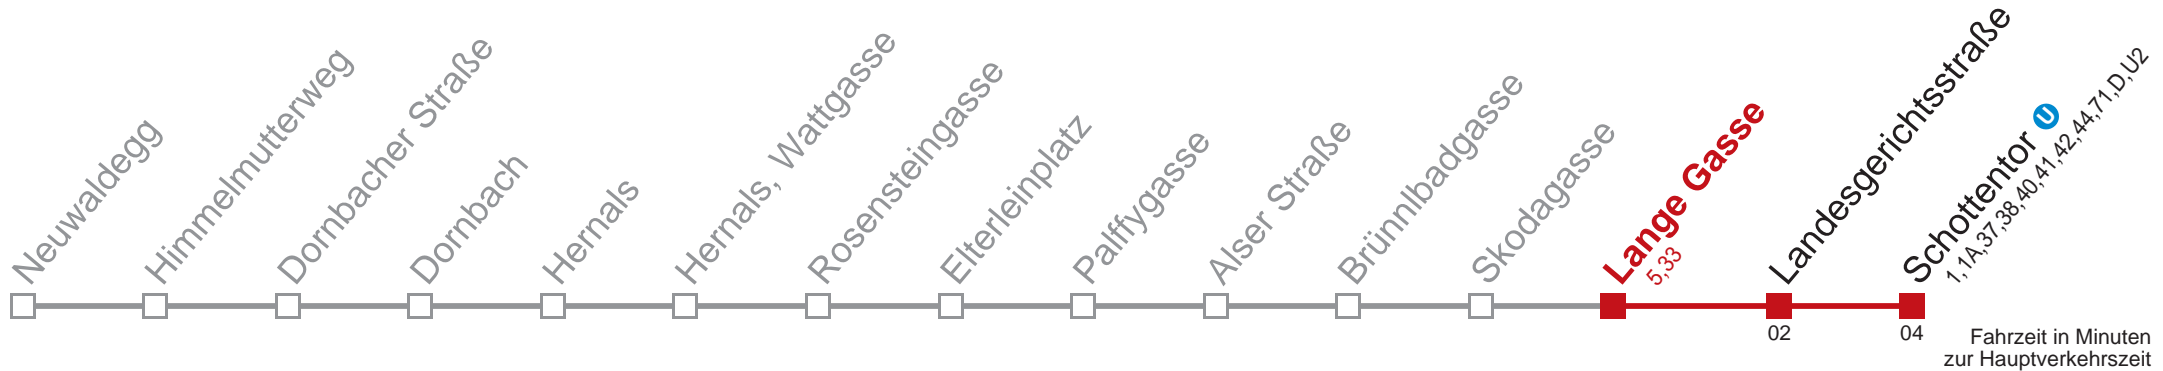 Neuwaldegg
Himmelmutterweg
Dornbacher Straße
Dornbach
Hernals
Hernals, Wattgasse
Rosensteingasse
Elterleinplatz
Palffygasse
Alser Straße
Brünnlbadgasse
Skodagasse
Lange Gasse
5,33
Landesgerichtsstraße
Schottentor U
1,1A,37,38,40,41,42,44,71,D,U2
02
04
Fahrzeit in Minuten
zur Hauptverkehrszeit